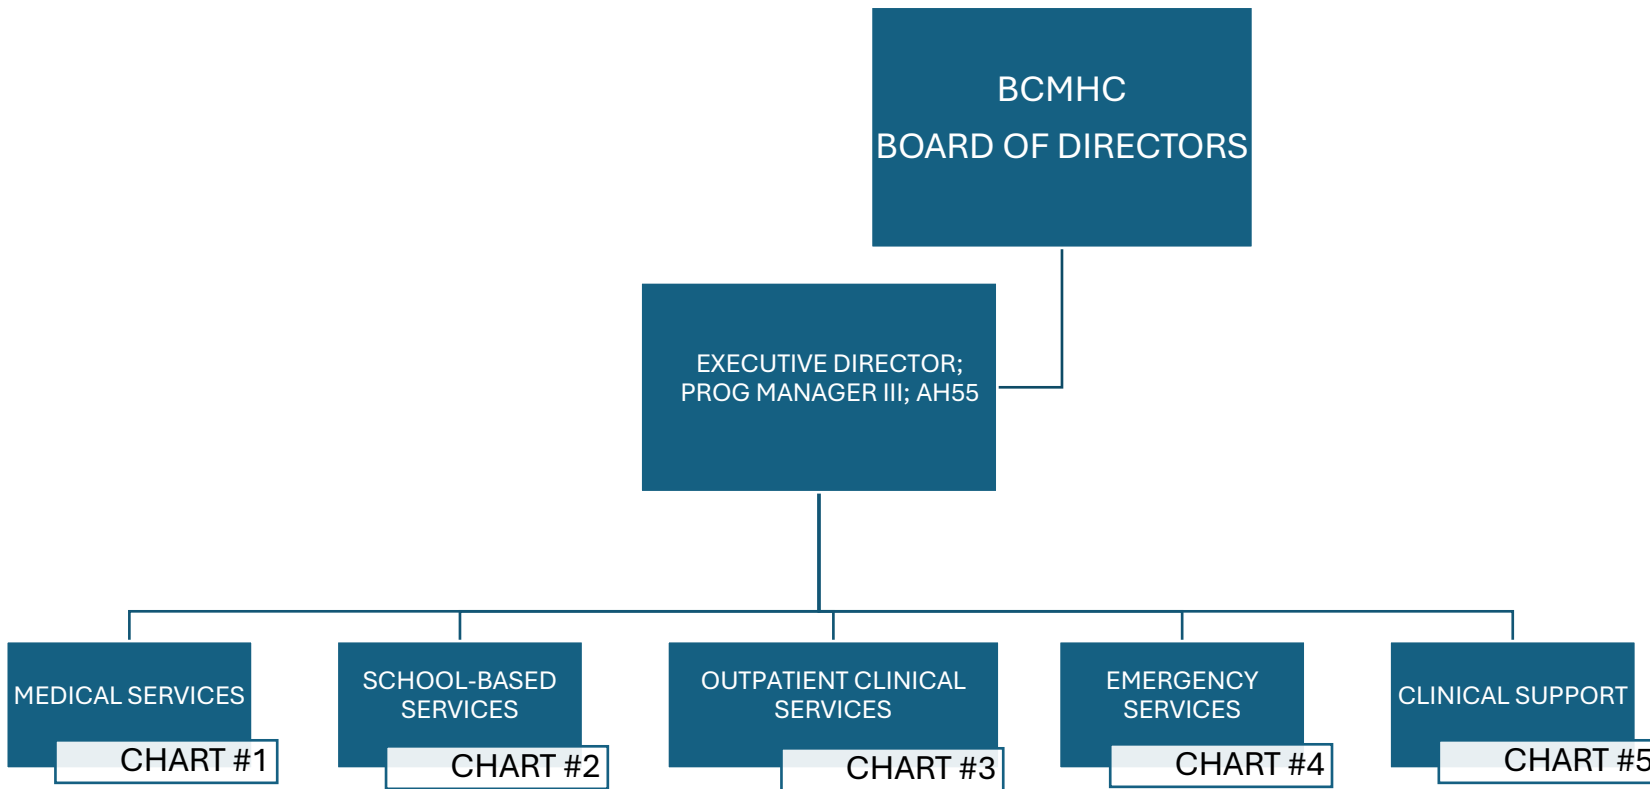 BCMHC
BOARD OF DIRECTORS
EXECUTIVE DIRECTOR;
PROG MANAGER III; AH55
MEDICAL SERVICES
CHART #1
SCHOOL-BASED
SERVICES
CHART #2
OUTPATIENT CLINICAL
SERVICES
CHART #3
EMERGENCY
SERVICES
CHART #4
CLINICAL SUPPORT
CHART #5